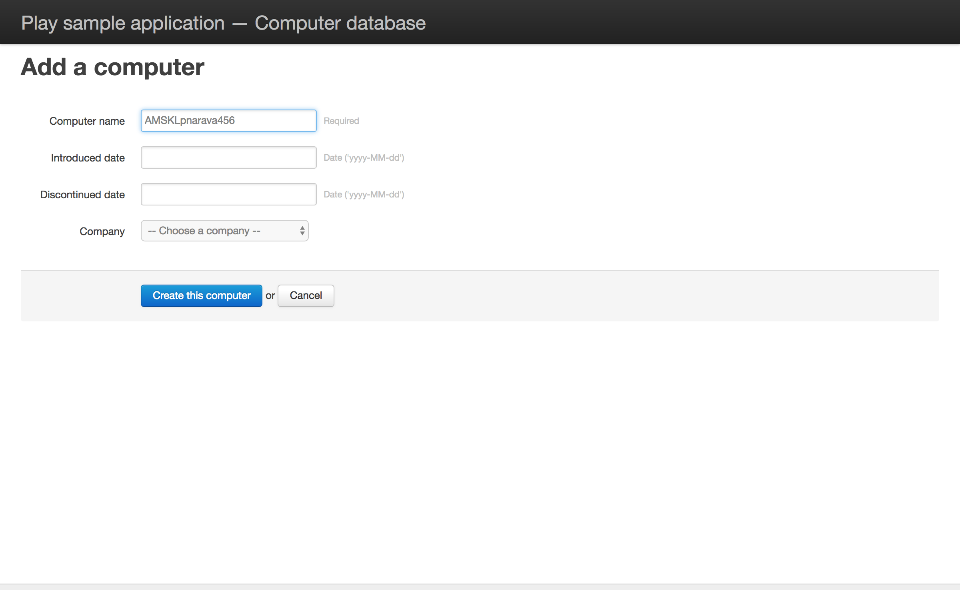 Play sample application — Computer database
Add a computer
Computer name AMSKLpnarava456 Required
Introduced date Date ('yyyy-MM-dd')
Discontinued date Date ('yyyy-MM-dd')
Company -- Choose a company --
Create this computer or Cancel